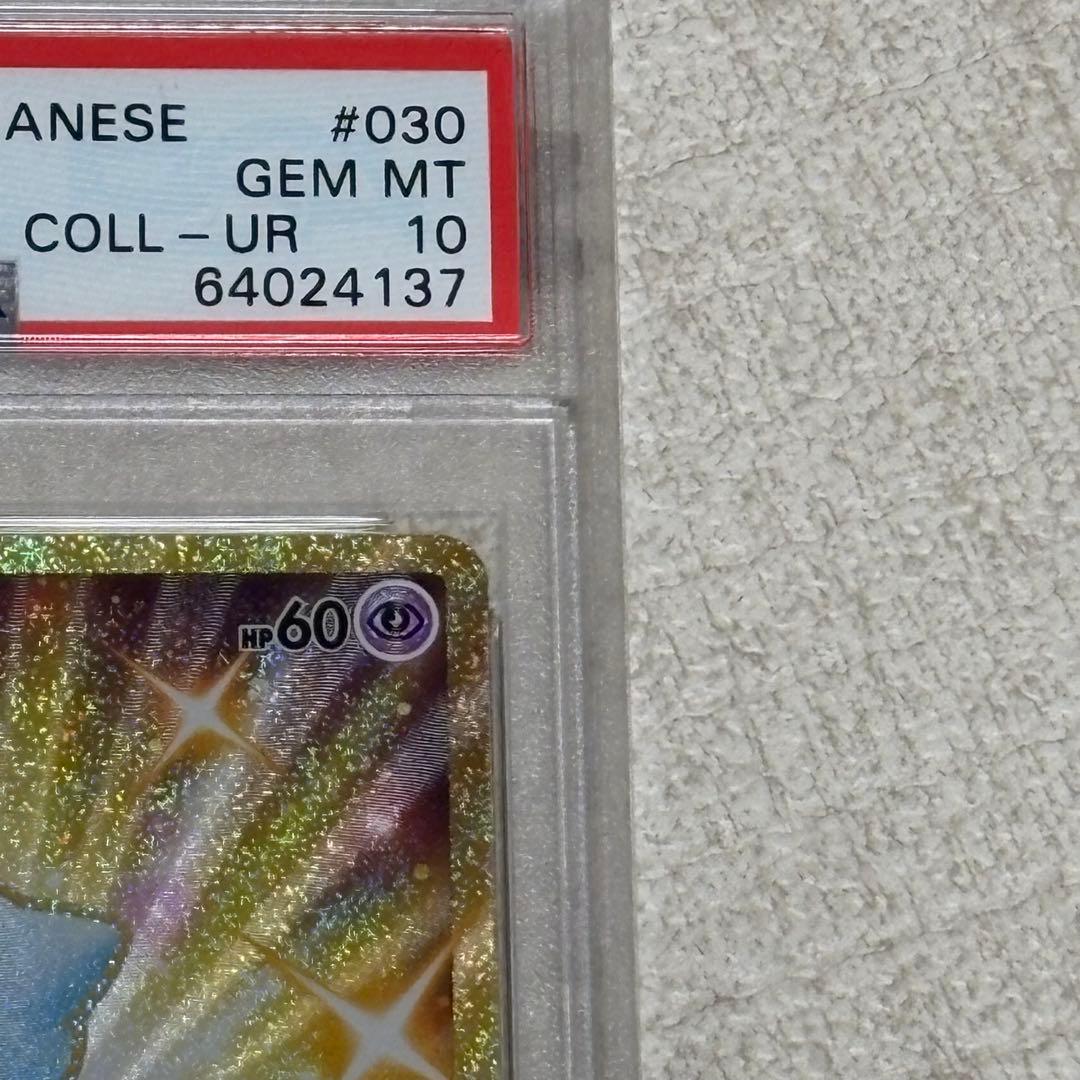 ANESE #030
GEM MT
COLL-UR 10
64024137
HP60